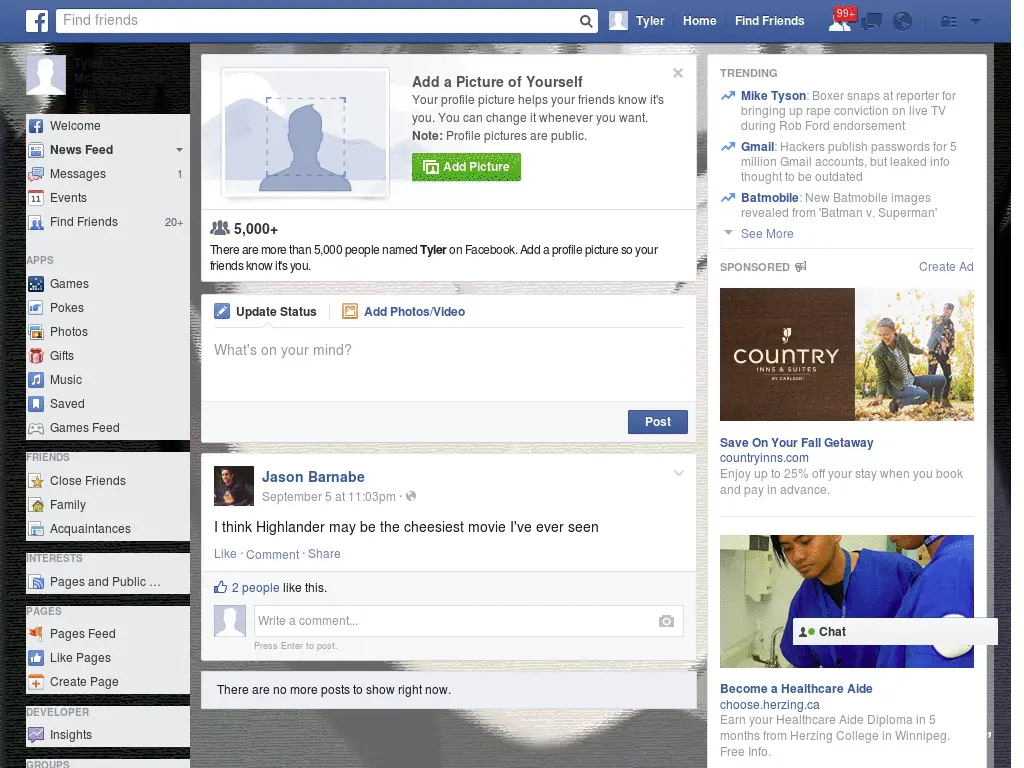 Find friends
Tyler
Home
Find Friends
99+
Tyler
Welcome
News Feed
Messages 1
Events
Find Friends 20+
APPS
Games
Pokes
Photos
Gifts
Music
Saved
Games Feed
FRIENDS
Close Friends
Family
Acquaintances
INTERESTS
Pages and Public ...
PAGES
Pages Feed
Like Pages
Create Page
DEVELOPER
Insights
GROUPS
Add a Picture of Yourself
Your profile picture helps your friends know it's
you. You can change it whenever you want.
Note: Profile pictures are public.
Add Picture
5,000+
There are more than 5,000 people named Tyler on Facebook. Add a profile picture so your
friends know it's you.
Update Status
Add Photos/Video
What's on your mind?
Post
Jason Barnabe
September 5 at 11:03pm ·
I think Highlander may be the cheesiest movie I've ever seen
Like · Comment · Share
2 people like this.
Write a comment...
Press Enter to post.
There are no more posts to show right now.
TRENDING
Mike Tyson: Boxer snaps at reporter for
bringing up rape conviction on live TV
during Rob Ford endorsement
Gmail: Hackers publish passwords for 5
million Gmail accounts, but leaked info
thought to be outdated
Batmobile: New Batmobile images
revealed from 'Batman v. Superman'
See More
SPONSORED
Create Ad
COUNTRY
INNS & SUITES
BY CARLSON
Save On Your Fall Getaway
countryinns.com
Enjoy up to 25% off your stay when you book
and pay in advance.
Chat
Become a Healthcare Aide
choose.herzing.ca
Earn your Healthcare Aide Diploma in 5
months from Herzing College in Winnipeg.
Free Info.